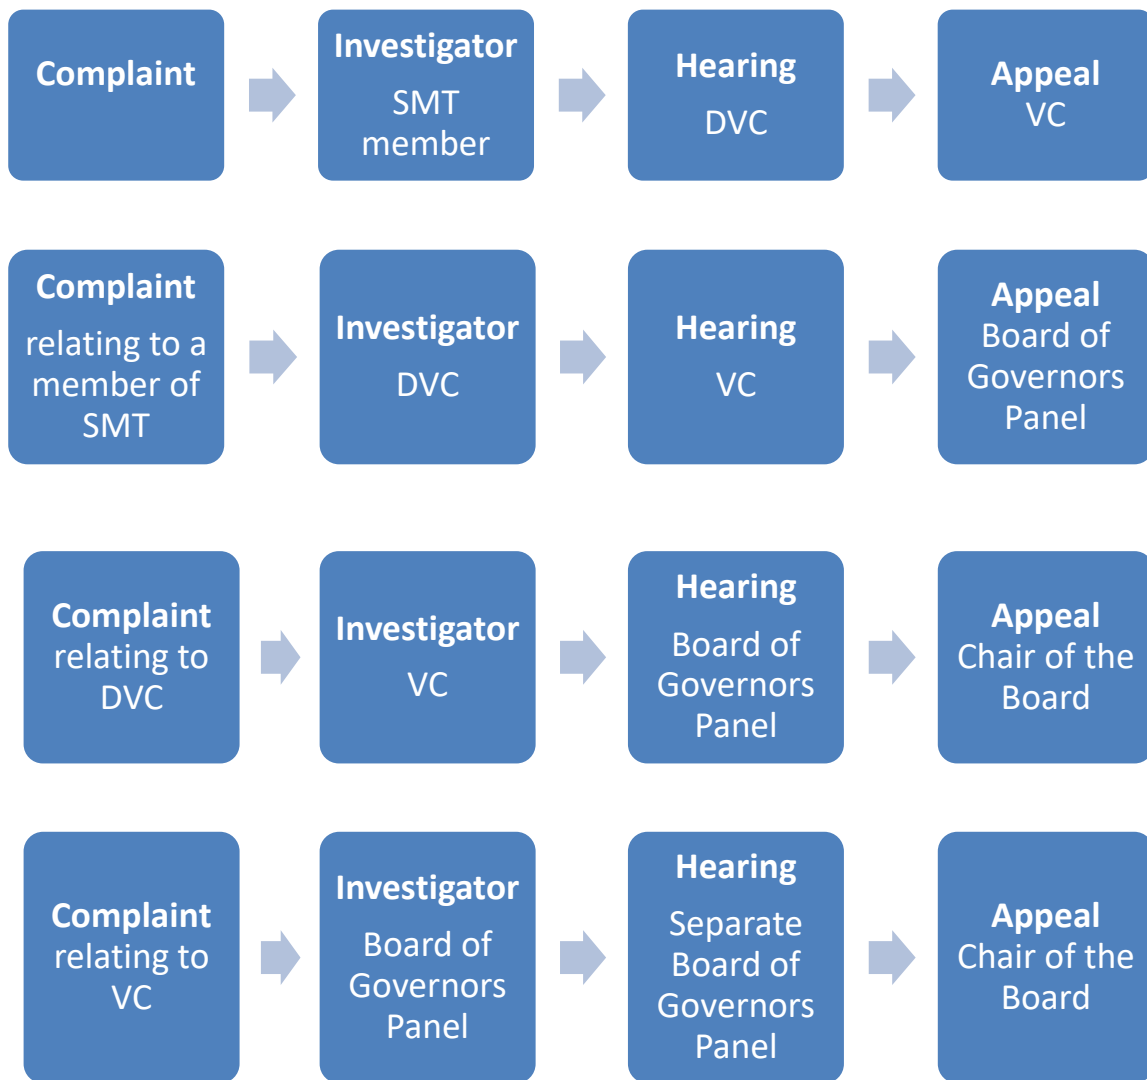 Complaint
Investigator
SMT
member
Hearing
DVC
Appeal
VC
Complaint
relating to a
member of
SMT
Investigator
DVC
Hearing
VC
Appeal
Board of
Governors
Panel
Complaint
relating to
DVC
Investigator
VC
Hearing
Board of
Governors
Panel
Appeal
Chair of the
Board
Complaint
relating to
VC
Investigator
Board of
Governors
Panel
Hearing
Separate
Board of
Governors
Panel
Appeal
Chair of the
Board